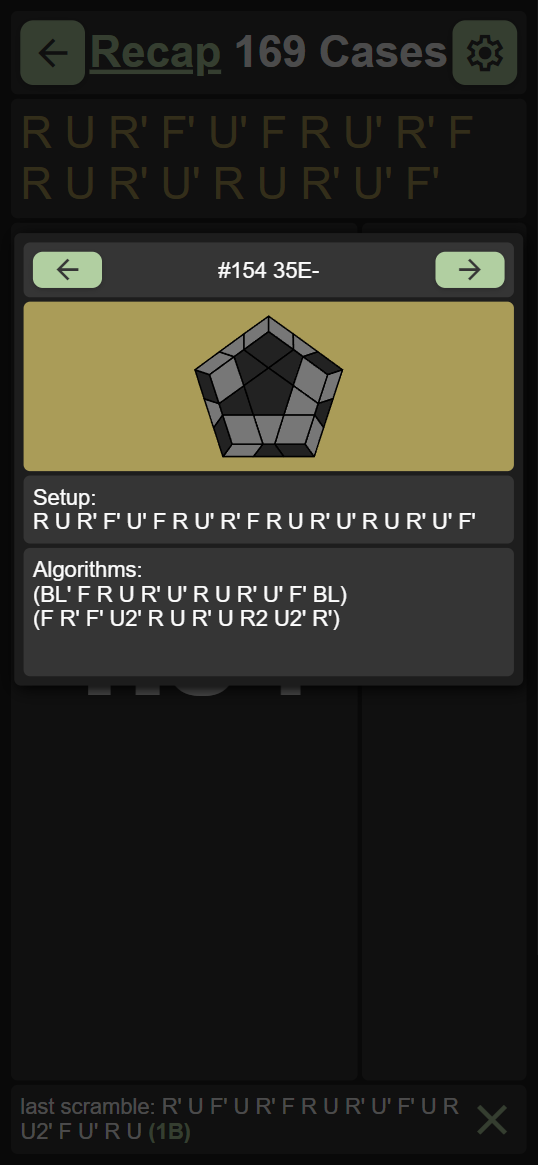 Recap 169 Cases
R U R' F' U' F R U' R' F
R U R' U' R U R' U' F'
#154 35E-
Setup:
R U R' F' U' F R U' R' F R U R' U' R U R' U' F'
Algorithms:
(BL' F R U R' U' R U R' U' F' BL)
(F R' F' U2' R U R' U R2 U2' R')
last scramble: R' U F' U R' F R U R' U' F' U R
U2' F U' R U (1B)